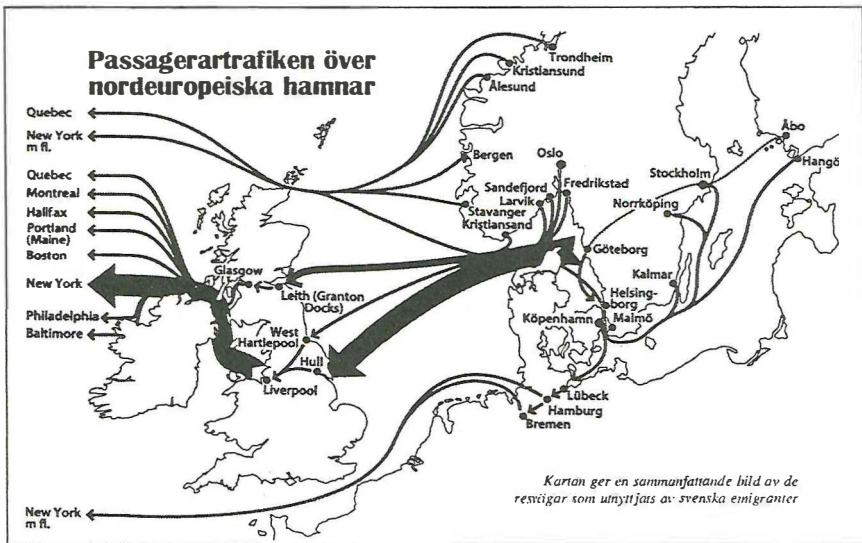 Passagerartrafiken över
nordeuropeiska hamnar
Quebec
New York
m fl.
Quebec
Montreal
Halifax
Portland
(Maine)
Boston
New York
Philadelphia
Baltimore
New York
m fl.
Trondheim
Kristiansund
Ålesund
Bergen
Oslo
Sandefjord
Larvik
Fredrikstad
Stavanger
Kristiansand
Stockholm
Norrköping
Åbo
Hangö
Göteborg
Kalmar
Helsing-
borg
Köpenhamn
Malmö
Glasgow
Leith (Granton
Docks)
West
Hartlepool
Hull
Liverpool
Lübeck
Hamburg
Bremen
Kartan ger en sammanfattande bild av de
resvägar som utnyttjats av svenska emigranter